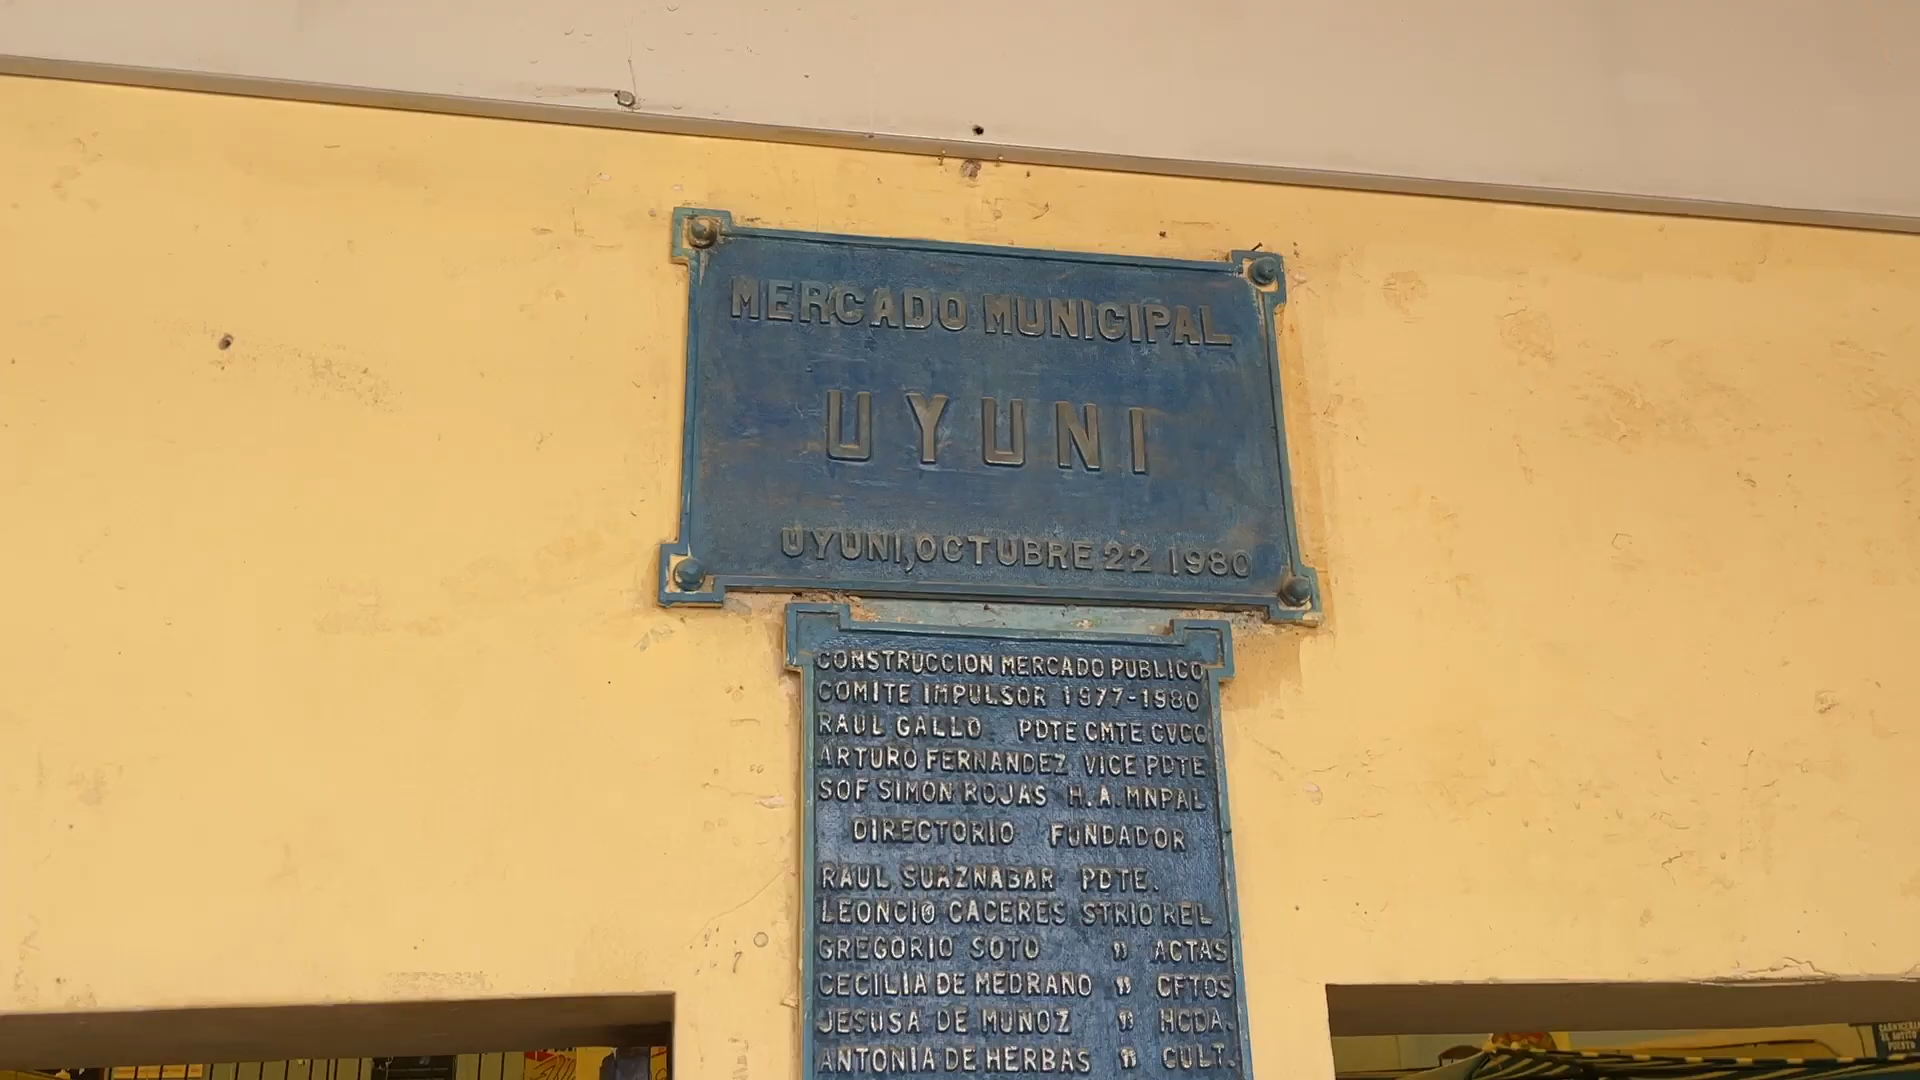 MERCADO MUNICIPAL
UYUNI
UYUNI, OCTUBRE 22 1980
CONSTRUCCION MERCADO PUBLICO
COMITE IMPULSOR 1977-1980
RAUL GALLO PDTE CMTE CVCO
ARTURO FERNANDEZ VICE PDTE
SOF SIMON ROJAS H.A.MNPAL
DIRECTORIO FUNDADOR
RAUL SUAZNABAR PDTE.
LEONCIO CACERES STRIO REL
GREGORIO SOTO " ACTAS
CECILIA DE MEDRANO " CFTOS
JESUSA DE MUÑOZ " HCDA.
ANTONIA DE HERBAS " CULT.
CARNICERIA
PUESTO